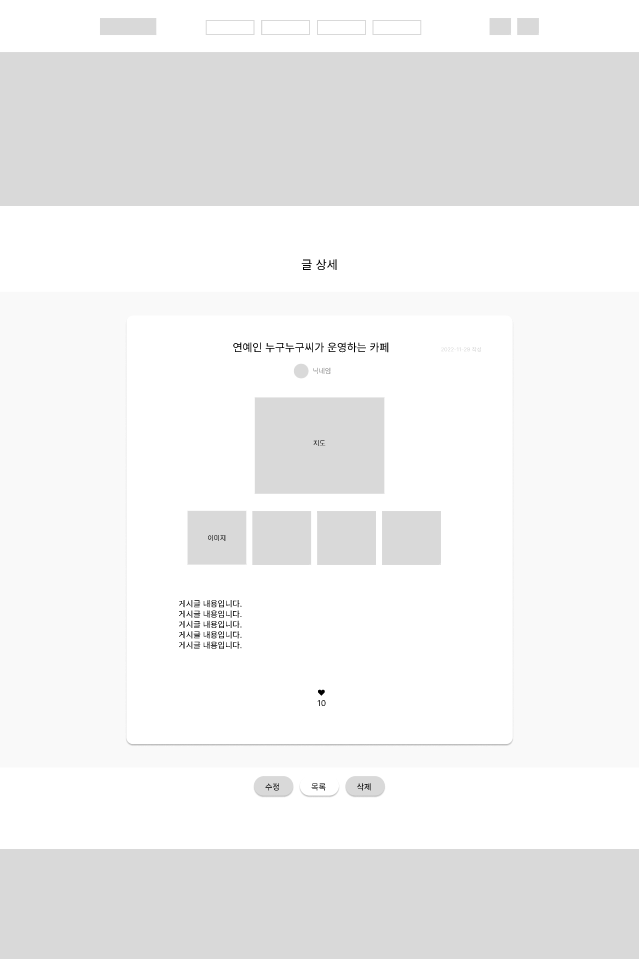 글 상세
연예인 누구누구씨가 운영하는 카페
닉네임
지도
이미지
게시글 내용입니다.
게시글 내용입니다.
게시글 내용입니다.
게시글 내용입니다.
게시글 내용입니다.
10
수정
목록
삭제